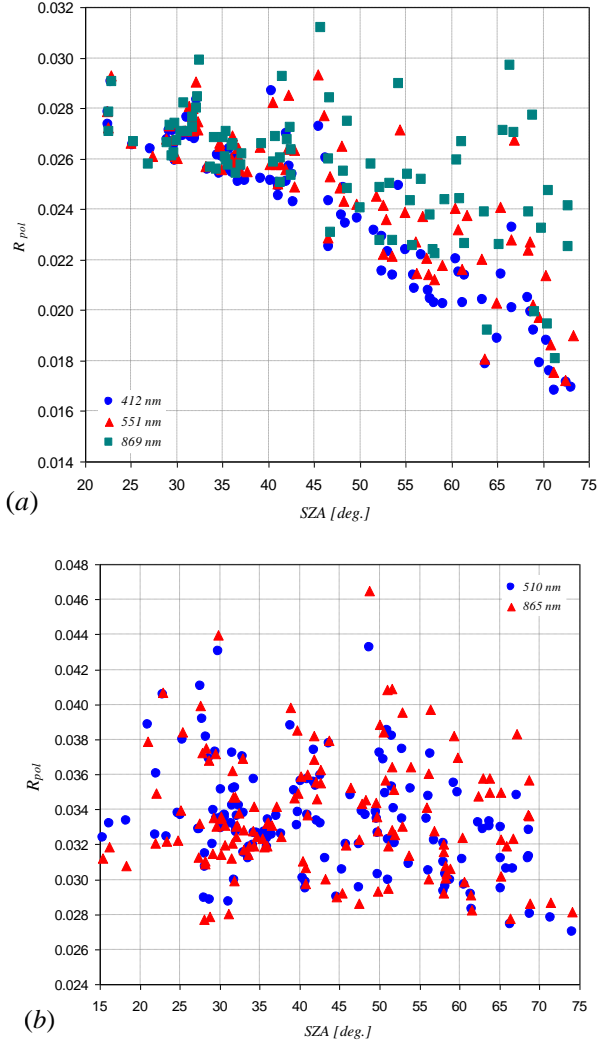 0.032
0.030
0.028
0.026
0.024
0.022
0.020
0.018
0.016
0.014
R pol
412 nm
551 nm
869 nm
20 25 30 35 40 45 50 55 60 65 70 75
SZA [deg.]
(a)
0.048
0.046
0.044
0.042
0.040
0.038
0.036
0.034
0.032
0.030
0.028
0.026
0.024
Rpol
510 nm
865 nm
15 20 25 30 35 40 45 50 55 60 65 70 75
SZA [deg.]
(b)